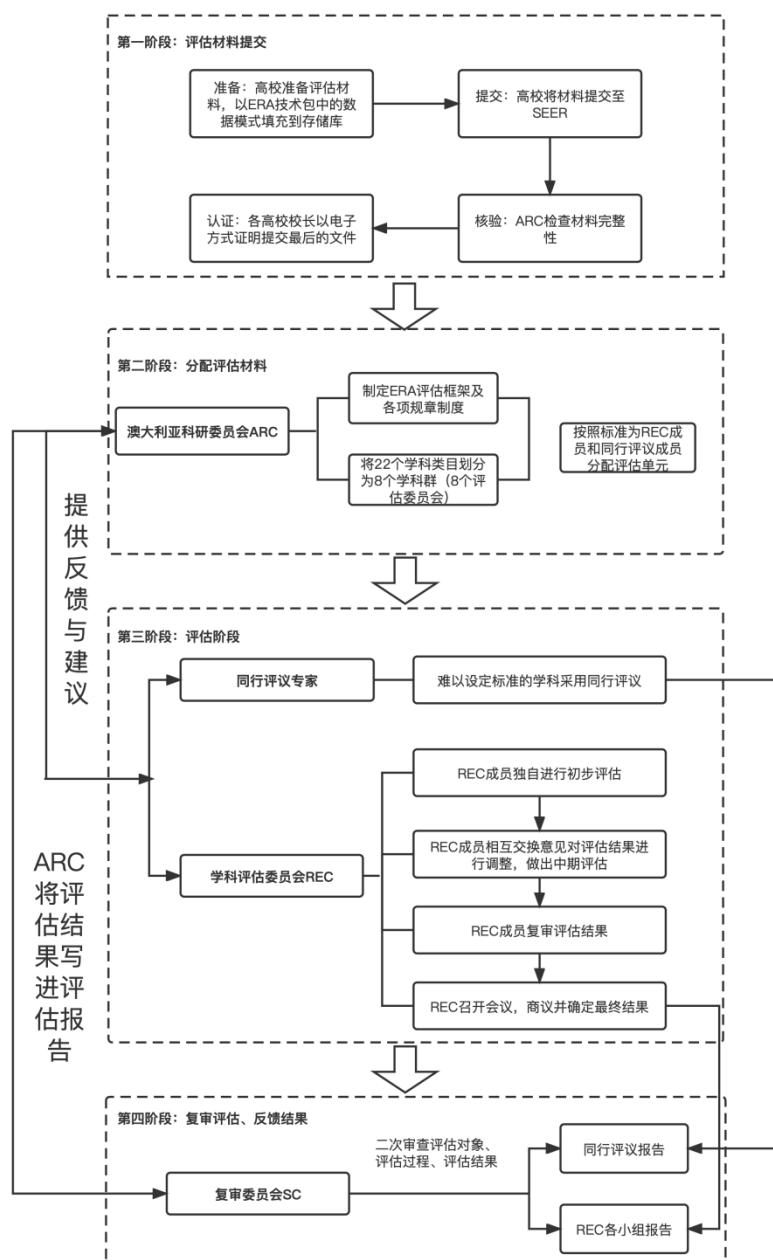 第一阶段：评估材料提交
准备：高校准备评估材
料，以ERA技术包中的数
据模式填充到存储库
提交：高校将材料提交至
SEER
认证：各高校校长以电子
方式证明提交最后的文件
核验：ARC检查材料完整
性
第二阶段：分配评估材料
制定ERA评估框架及
各项规章制度
澳大利亚科研委员会ARC
按照标准为REC成
员和同行评议成员
分配评估单元
将22个学科类目划分
为8个学科群（8个评
估委员会）
提供反馈与建议
第三阶段：评估阶段
同行评议专家
难以设定标准的学科采用同行评议
REC成员独自进行初步评估
REC成员相互交换意见对评估结果进
行调整，做出中期评估
学科评估委员会REC
REC成员复审评估结果
REC召开会议，商议并确定最终结果
ARC
将评
估结
果写
进评
估报
告
第四阶段：复审评估、反馈结果
二次审查评估对象、
评估过程、评估结果
同行评议报告
复审委员会SC
REC各小组报告